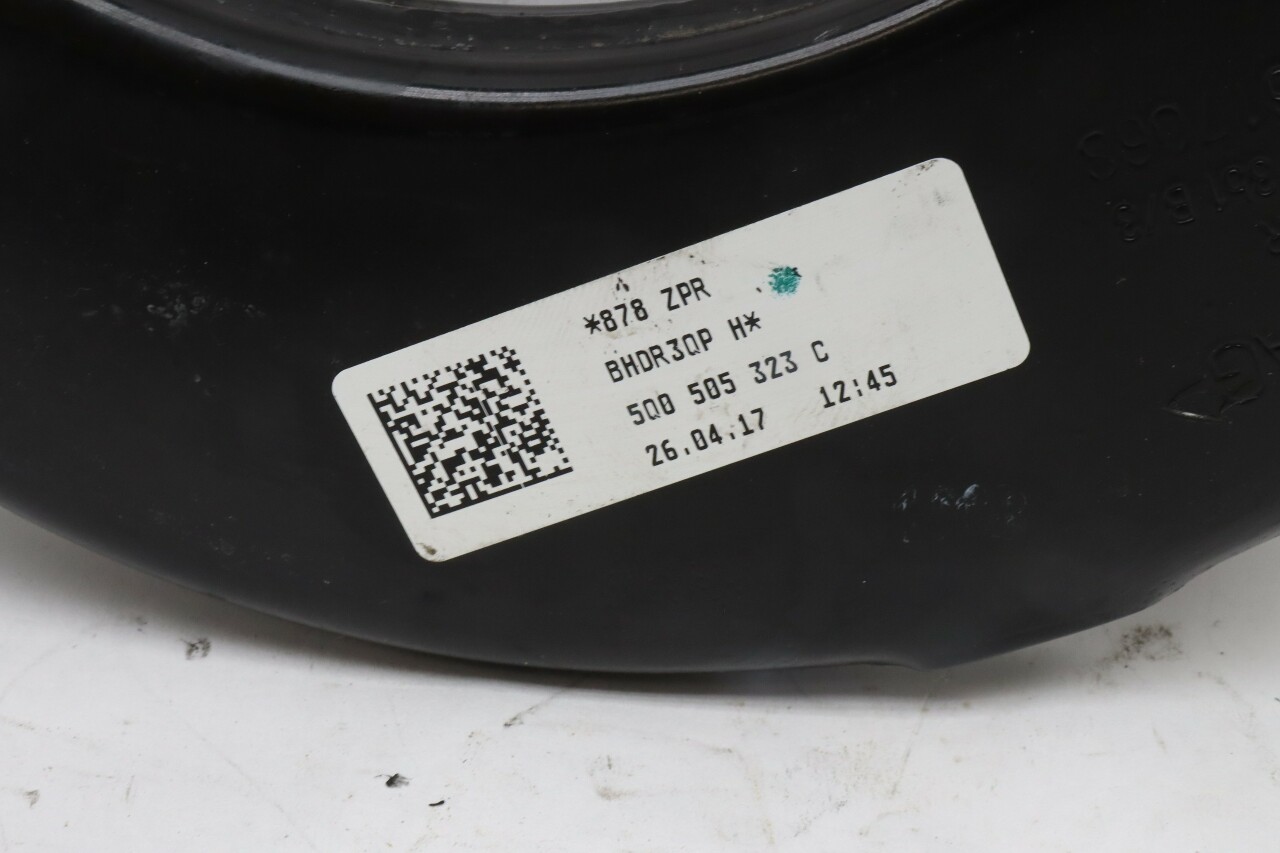 *878 ZPR
BHDR3QP H*
5Q0 505 323 C
26.04.17 12:45